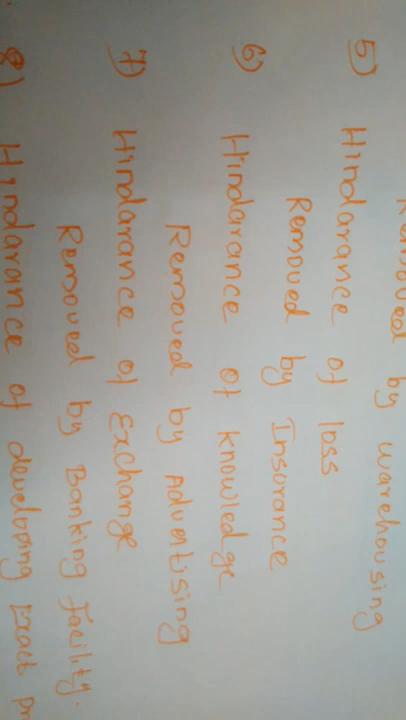 Removed by warehousing
5) Hindarance of loss
Removed by Insurance
6) Hindarance of knowledge
Removed by Advertising
7) Hindarance of Exchange
Removed by Banking facility.
8) Hindarance of developing Exact